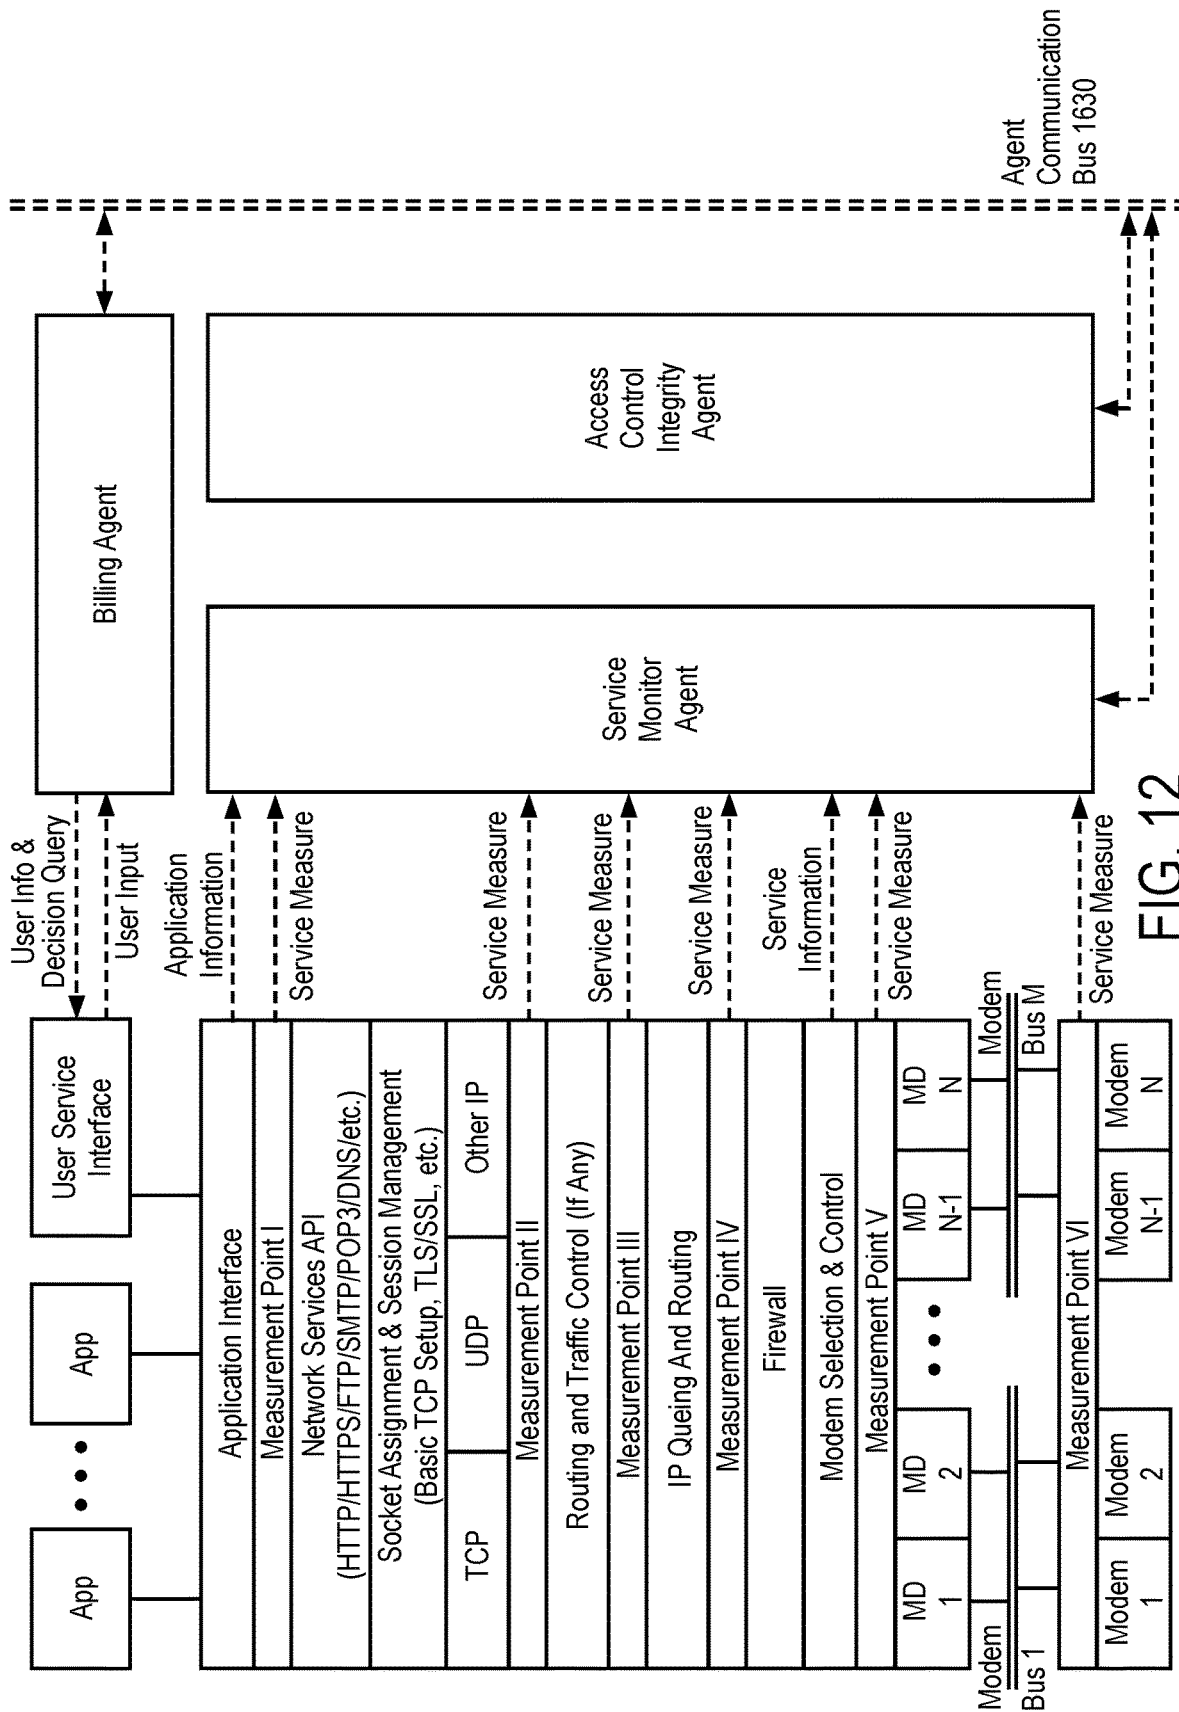 App
App
User Service
Interface
User Info &
Decision Query
User Input
Billing Agent
Application Interface
Application
Information
Measurement Point I
Service Measure
Network Services API
(HTTP/HTTPS/FTP/SMTP/POP3/DNS/etc.)
Socket Assignment & Session Management
(Basic TCP Setup, TLS/SSL, etc.)
TCP
UDP
Other IP
Measurement Point II
Service Measure
Routing and Traffic Control (If Any)
Measurement Point III
Service Measure
IP Queing And Routing
Measurement Point IV
Service Measure
Firewall
Modem Selection & Control
Service
Information
Measurement Point V
Service Measure
MD
1
MD
2
MD
N-1
MD
N
Modem
Bus 1
Modem
Bus M
Measurement Point VI
Service Measure
Modem
1
Modem
2
Modem
N-1
Modem
N
Service
Monitor
Agent
Access
Control
Integrity
Agent
Agent
Communication
Bus 1630
FIG. 12